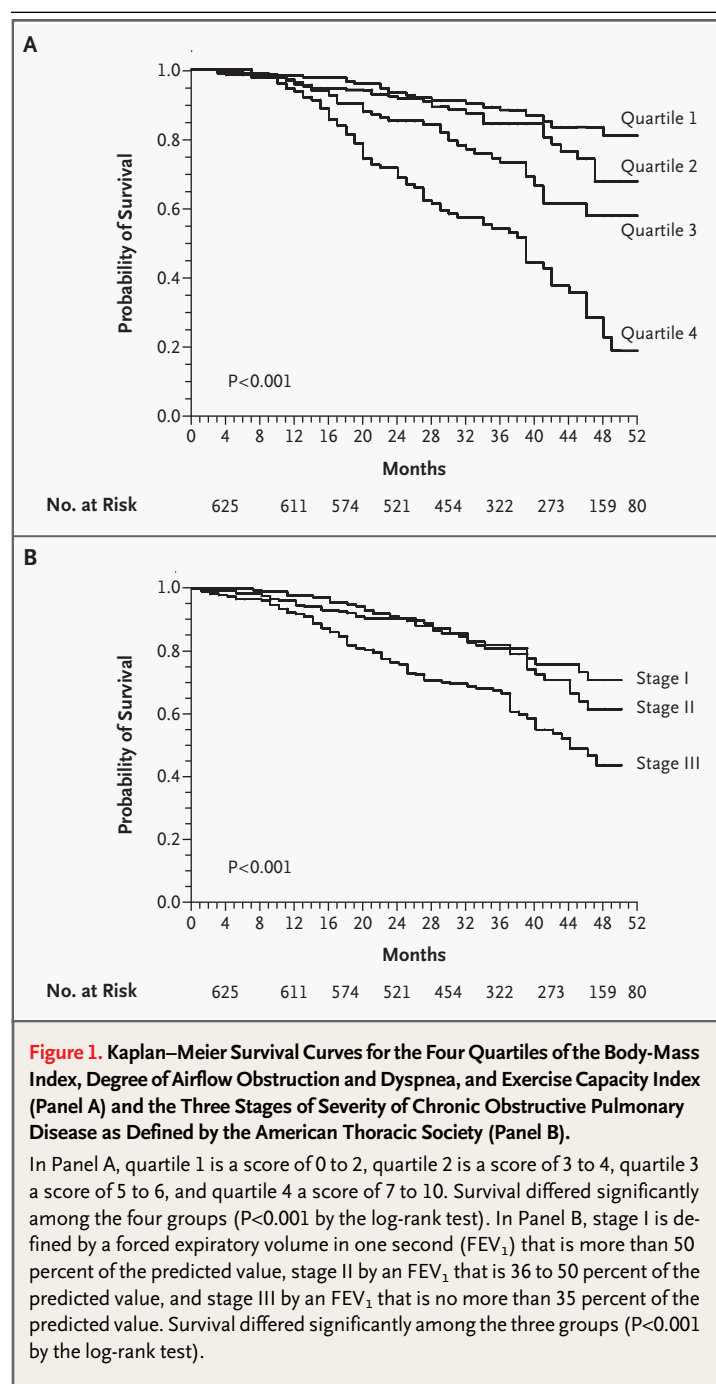 A
1.0
0.8
0.6
0.4
0.2
0.0
Probability of Survival
Quartile 1
Quartile 2
Quartile 3
Quartile 4
P<0.001
0 4 8 12 16 20 24 28 32 36 40 44 48 52
Months
No. at Risk 625 611 574 521 454 322 273 159 80
B
1.0
0.8
0.6
0.4
0.2
0.0
Probability of Survival
Stage I
Stage II
Stage III
P<0.001
0 4 8 12 16 20 24 28 32 36 40 44 48 52
Months
No. at Risk 625 611 574 521 454 322 273 159 80
Figure 1. Kaplan–Meier Survival Curves for the Four Quartiles of the Body-Mass
Index, Degree of Airflow Obstruction and Dyspnea, and Exercise Capacity Index
(Panel A) and the Three Stages of Severity of Chronic Obstructive Pulmonary
Disease as Defined by the American Thoracic Society (Panel B).
In Panel A, quartile 1 is a score of 0 to 2, quartile 2 is a score of 3 to 4, quartile 3
a score of 5 to 6, and quartile 4 a score of 7 to 10. Survival differed significantly
among the four groups (P<0.001 by the log-rank test). In Panel B, stage I is de-
fined by a forced expiratory volume in one second (FEV₁) that is more than 50
percent of the predicted value, stage II by an FEV₁ that is 36 to 50 percent of the
predicted value, and stage III by an FEV₁ that is no more than 35 percent of the
predicted value. Survival differed significantly among the three groups (P<0.001
by the log-rank test).